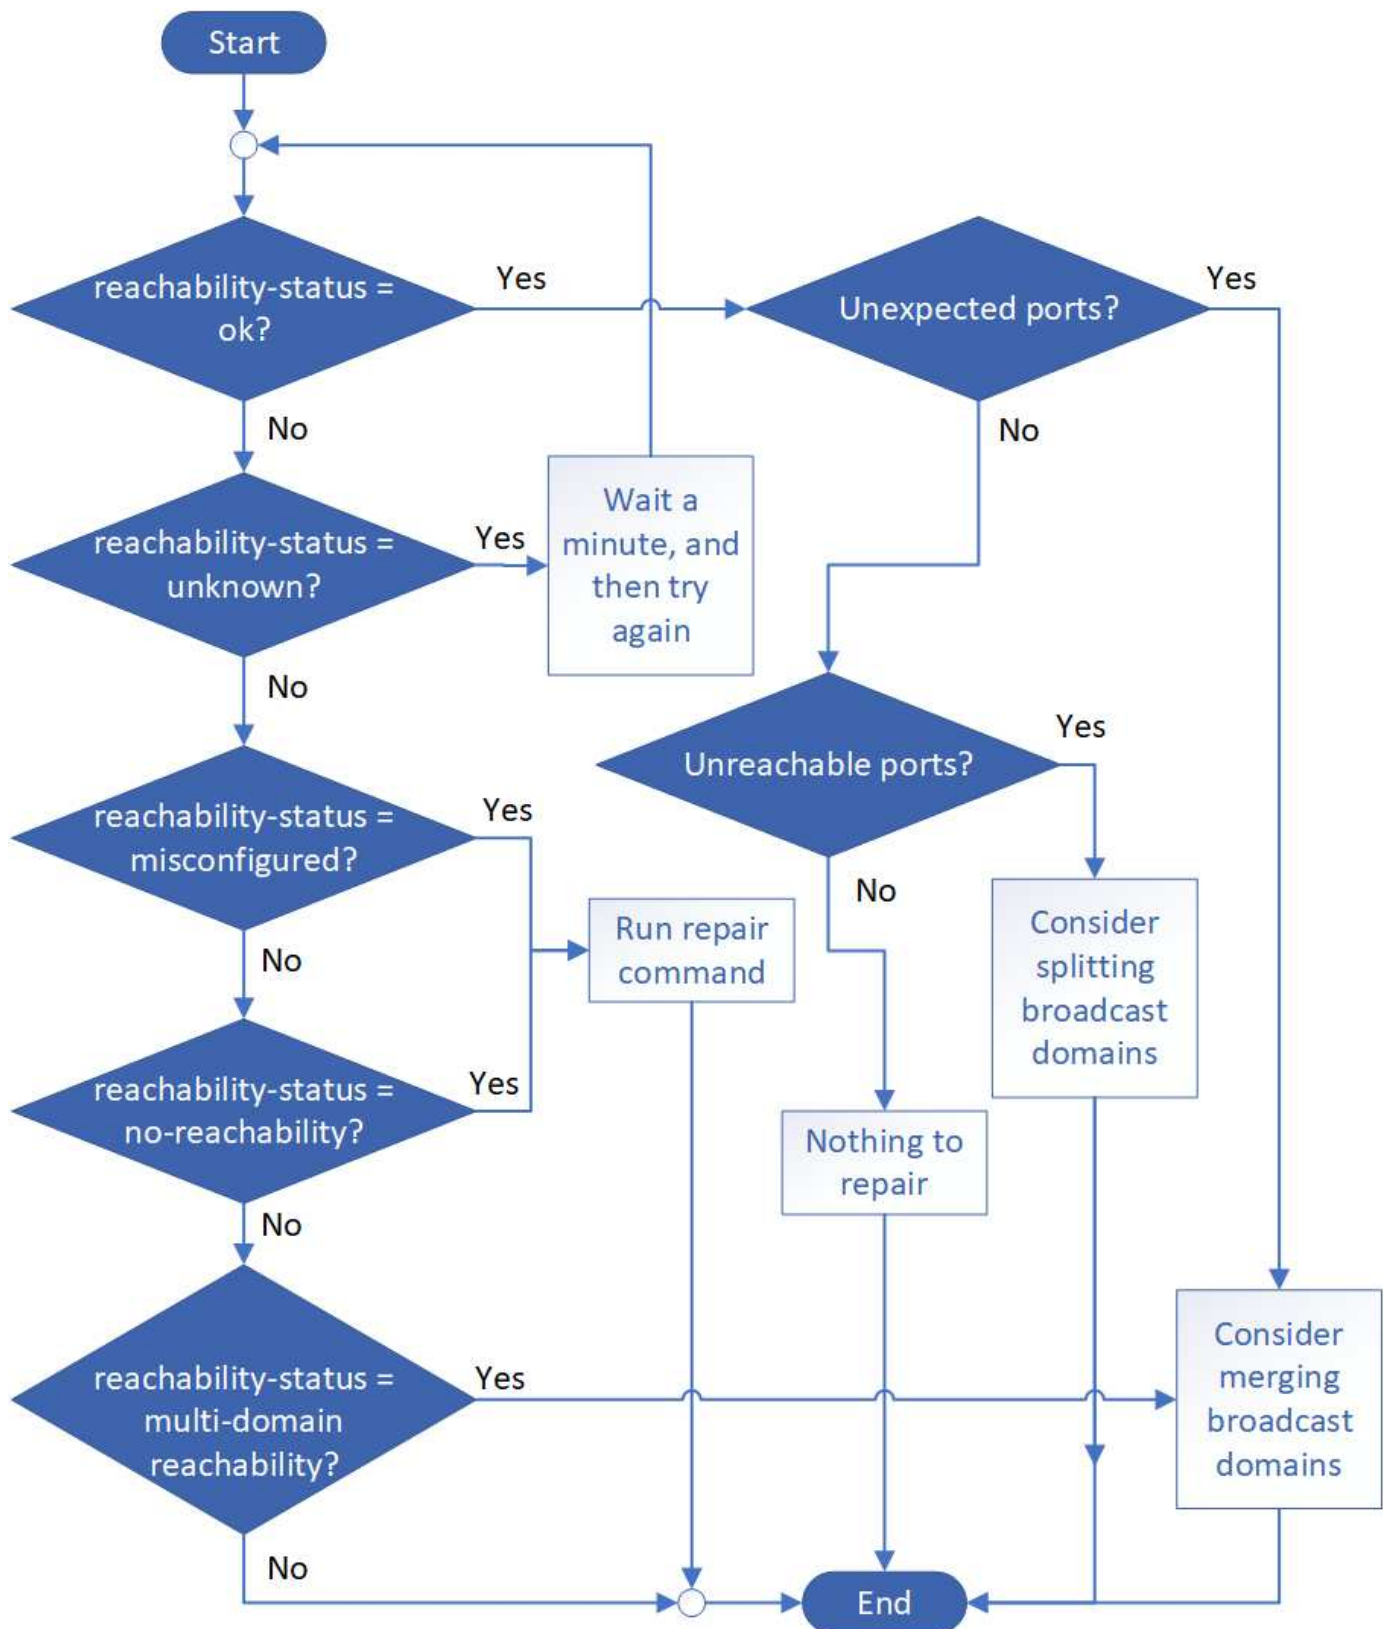 Start
reachability-status =
ok?
Yes
Unexpected ports?
Yes
No
No
reachability-status =
unknown?
Yes
Wait a
minute, and
then try
again
No
Unreachable ports?
Yes
reachability-status =
misconfigured?
Yes
No
Run repair
command
Consider
splitting
broadcast
domains
No
reachability-status =
no-reachability?
Yes
Nothing to
repair
No
reachability-status =
multi-domain
reachability?
Yes
Consider
merging
broadcast
domains
No
End